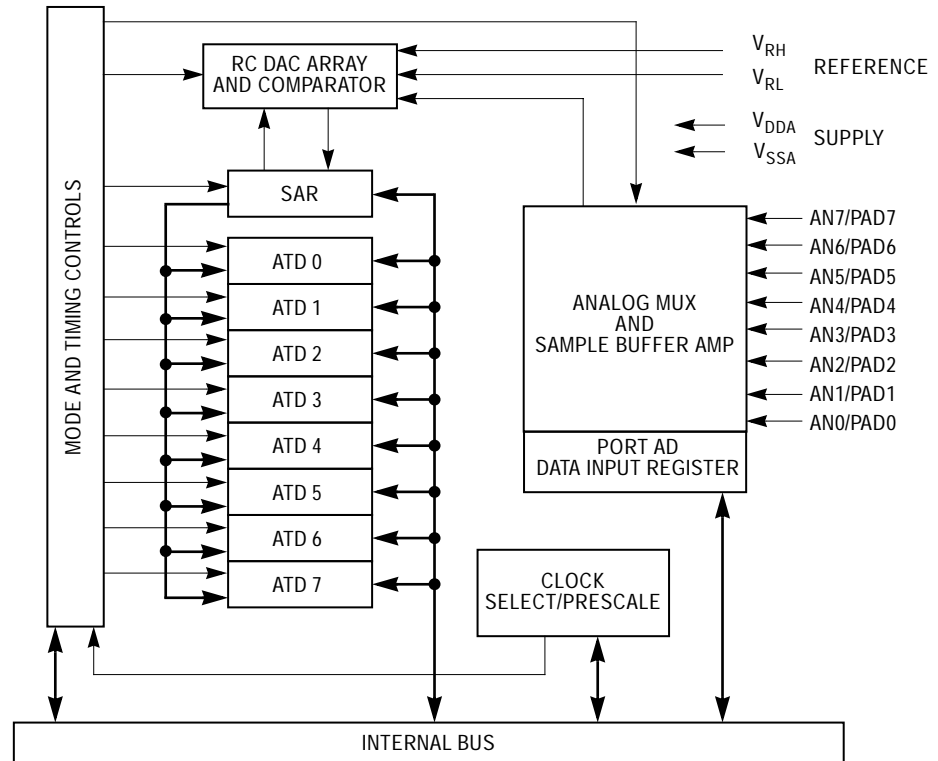 RC DAC ARRAY
AND COMPARATOR
V_RH
V_RL
REFERENCE
V_DDA
V_SSA
SUPPLY
MODE AND TIMING CONTROLS
SAR
ATD 0
ATD 1
ATD 2
ATD 3
ATD 4
ATD 5
ATD 6
ATD 7
ANALOG MUX
AND
SAMPLE BUFFER AMP
PORT AD
DATA INPUT REGISTER
AN7/PAD7
AN6/PAD6
AN5/PAD5
AN4/PAD4
AN3/PAD3
AN2/PAD2
AN1/PAD1
AN0/PAD0
CLOCK
SELECT/PRESCALE
INTERNAL BUS